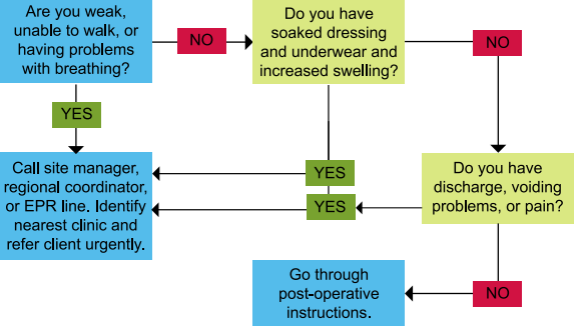 Are you weak,
unable to walk, or
having problems
with breathing?
NO
Do you have
soaked dressing
and underwear and
increased swelling?
NO
YES
Call site manager,
regional coordinator,
or EPR line. Identify
nearest clinic and
refer client urgently.
YES
YES
Do you have
discharge, voiding
problems, or pain?
Go through
post-operative
instructions.
NO